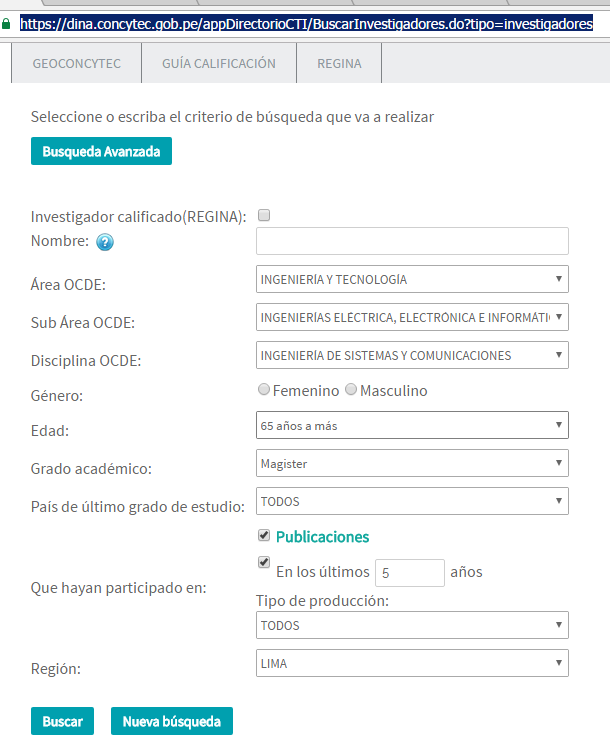 https://dina.concytec.gob.pe/appDirectorioCTI/BuscarInvestigadores.do?tipo=investigadores
GEOCONCYTEC GUÍA CALIFICACIÓN REGINA
Seleccione o escriba el criterio de búsqueda que va a realizar
Busqueda Avanzada
Investigador calificado(REGINA):
Nombre: ?
Área OCDE: INGENIERÍA Y TECNOLOGÍA
Sub Área OCDE: INGENIERÍAS ELÉCTRICA, ELECTRÓNICA E INFORMÁTI
Disciplina OCDE: INGENIERÍA DE SISTEMAS Y COMUNICACIONES
Género: Femenino Masculino
Edad: 65 años a más
Grado académico: Magister
País de último grado de estudio: TODOS
Publicaciones
En los últimos 5 años
Que hayan participado en:
Tipo de producción:
TODOS
Región: LIMA
Buscar Nueva búsqueda